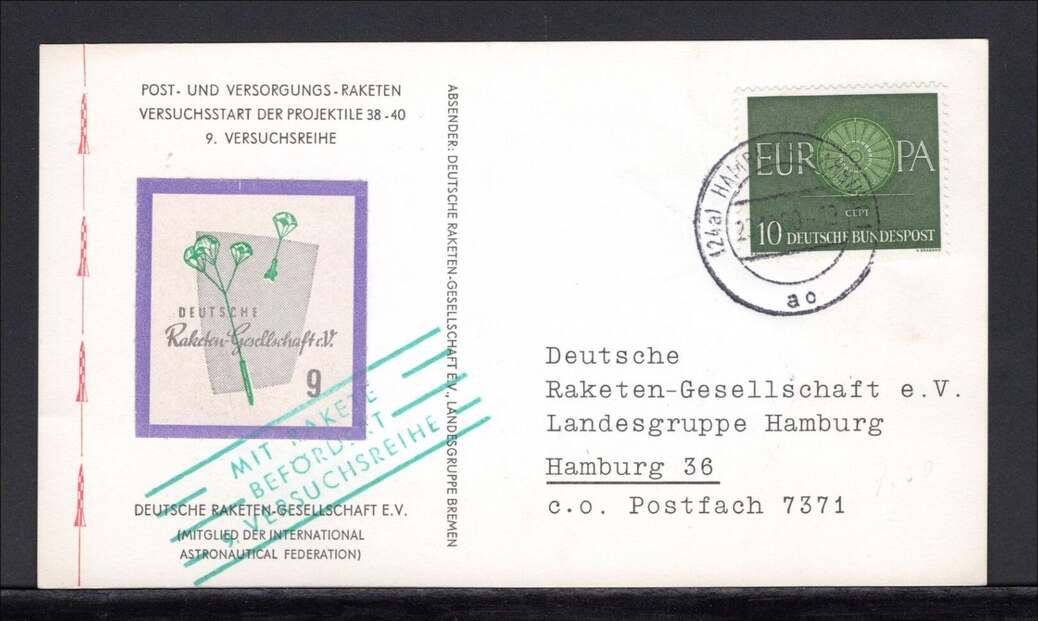 POST- UND VERSORGUNGS-RAKETEN
VERSUCHSSTART DER PROJEKTILE 38-40
9. VERSUCHSREIHE
DEUTSCHE
Raketen-Gesellschaft e.V.
9
MIT RAKETE
BEFÖRDERT
9. VERSUCHSREIHE
DEUTSCHE RAKETEN-GESELLSCHAFT E.V.
(MITGLIED DER INTERNATIONAL
ASTRONAUTICAL FEDERATION)
ABSENDER: DEUTSCHE RAKETEN-GESELLSCHAFT E.V., LANDESGRUPPE BREMEN
EUROPA
CEPT
10 DEUTSCHE BUNDESPOST
(24a) HAMB
ao
Deutsche
Raketen-Gesellschaft e.V.
Landesgruppe Hamburg
Hamburg 36
c.o. Postfach 7371